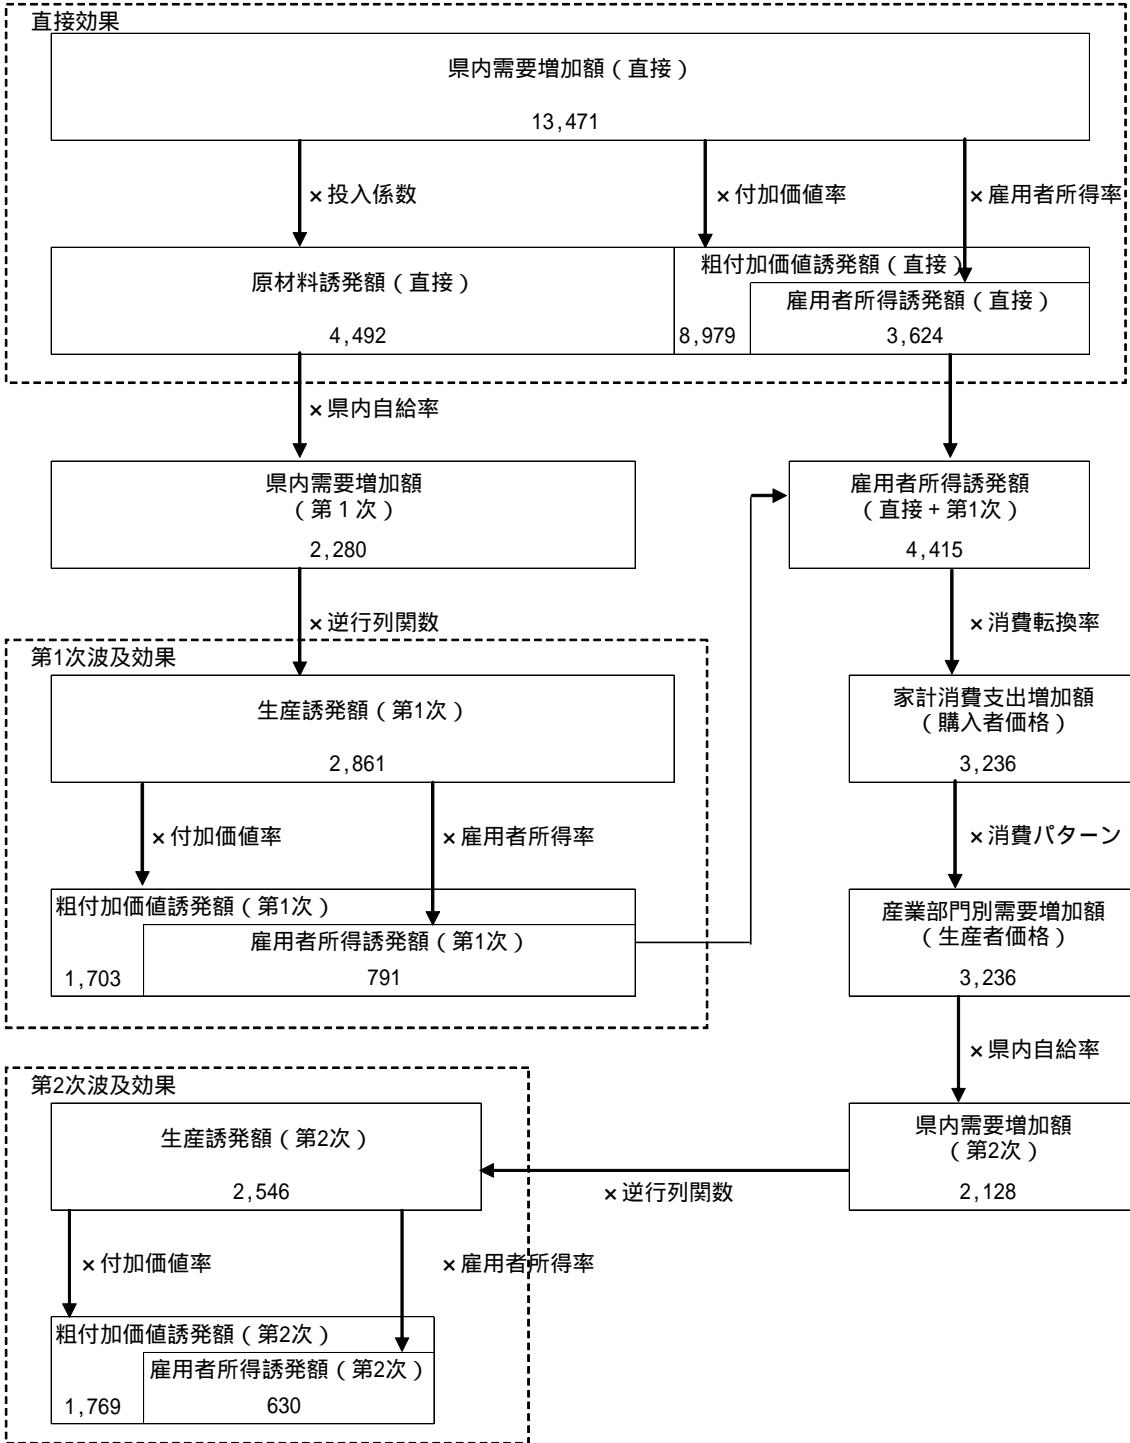 直接効果
県内需要増加額(直接)
13,471
×投入係数
×付加価値率
×雇用者所得率
原材料誘発額(直接)
4,492
粗付加価値誘発額(直接)
8,979
雇用者所得誘発額(直接)
3,624
×県内自給率
県内需要増加額
(第1次)
2,280
雇用者所得誘発額
(直接+第1次)
4,415
×逆行列関数
×消費転換率
第1次波及効果
生産誘発額(第1次)
2,861
家計消費支出増加額
(購入者価格)
3,236
×付加価値率
×雇用者所得率
×消費パターン
粗付加価値誘発額(第1次)
1,703
雇用者所得誘発額(第1次)
791
産業部門別需要増加額
(生産者価格)
3,236
×県内自給率
第2次波及効果
生産誘発額(第2次)
2,546
県内需要増加額
(第2次)
2,128
×逆行列関数
×付加価値率
×雇用者所得率
粗付加価値誘発額(第2次)
1,769
雇用者所得誘発額(第2次)
630